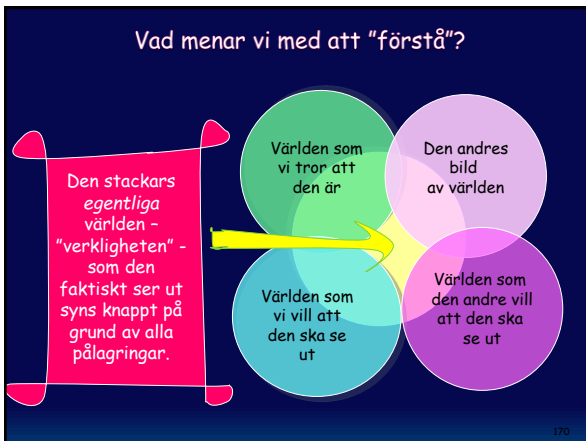 Vad menar vi med att "förstå"?
Världen som
vi tror att
den är
Den andres
bild
av världen
Den stackars
egentliga
världen –
"verkligheten" -
som den
faktiskt ser ut
syns knappt på
grund av alla
pålagringar.
Världen som
vi vill att
den ska se
ut
Världen som
den andre vill
att den ska
se ut
170